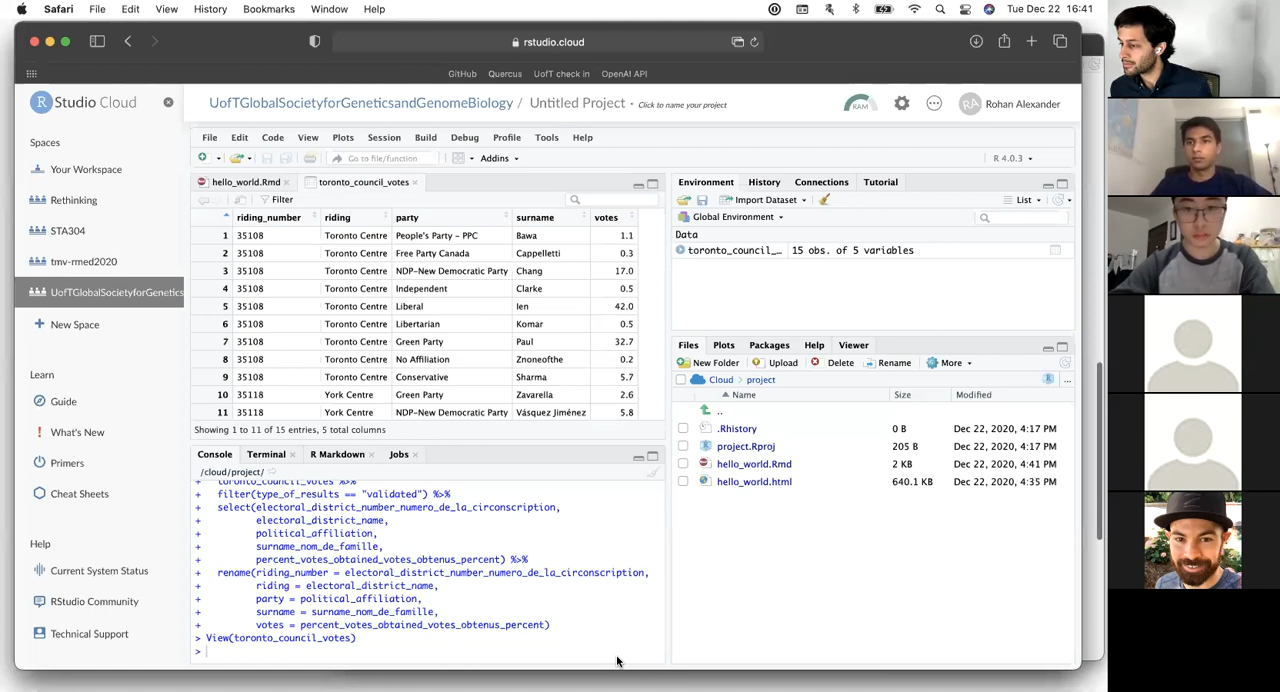 Safari File Edit View History Bookmarks Window Help Tue Dec 22 16:41
rstudio.cloud
GitHub Quercus UofT check in OpenAI API
R Studio Cloud
UofTGlobalSocietyforGeneticsandGenomeBiology / Untitled Project Click to name your project RAM RA Rohan Alexander
Spaces
Your Workspace
Rethinking
STA304
tmv-rmed2020
UofTGlobalSocietyforGenetics
New Space
Learn
Guide
What's New
Primers
Cheat Sheets
Help
Current System Status
RStudio Community
Technical Support
File Edit Code View Plots Session Build Debug Profile Tools Help
Go to file/function Addins R 4.0.3
hello_world.Rmd toronto_council_votes
Filter
riding_number riding party surname votes
1 35108 Toronto Centre People's Party - PPC Bawa 1.1
2 35108 Toronto Centre Free Party Canada Cappelletti 0.3
3 35108 Toronto Centre NDP-New Democratic Party Chang 17.0
4 35108 Toronto Centre Independent Clarke 0.5
5 35108 Toronto Centre Liberal Ien 42.0
6 35108 Toronto Centre Libertarian Komar 0.5
7 35108 Toronto Centre Green Party Paul 32.7
8 35108 Toronto Centre No Affiliation Znoneofthe 0.2
9 35108 Toronto Centre Conservative Sharma 5.7
10 35118 York Centre Green Party Zavarella 2.6
11 35118 York Centre NDP-New Democratic Party Vásquez Jiménez 5.8
Showing 1 to 11 of 15 entries, 5 total columns
Console Terminal R Markdown Jobs
/cloud/project/
toronto_council_votes %>%
+ filter(type_of_results == "validated") %>%
+ select(electoral_district_number_numero_de_la_circonscription,
+ electoral_district_name,
+ political_affiliation,
+ surname_nom_de_famille,
+ percent_votes_obtained_votes_obtenus_percent) %>%
+ rename(riding_number = electoral_district_number_numero_de_la_circonscription,
+ riding = electoral_district_name,
+ party = political_affiliation,
+ surname = surname_nom_de_famille,
+ votes = percent_votes_obtained_votes_obtenus_percent)
> View(toronto_council_votes)
>
Environment History Connections Tutorial
Import Dataset List
Global Environment
Data
toronto_council_… 15 obs. of 5 variables
Files Plots Packages Help Viewer
New Folder Upload Delete Rename More
Cloud project ...
Name Size Modified
..
.Rhistory 0 B Dec 22, 2020, 4:17 PM
project.Rproj 205 B Dec 22, 2020, 4:17 PM
hello_world.Rmd 2 KB Dec 22, 2020, 4:41 PM
hello_world.html 640.1 KB Dec 22, 2020, 4:35 PM